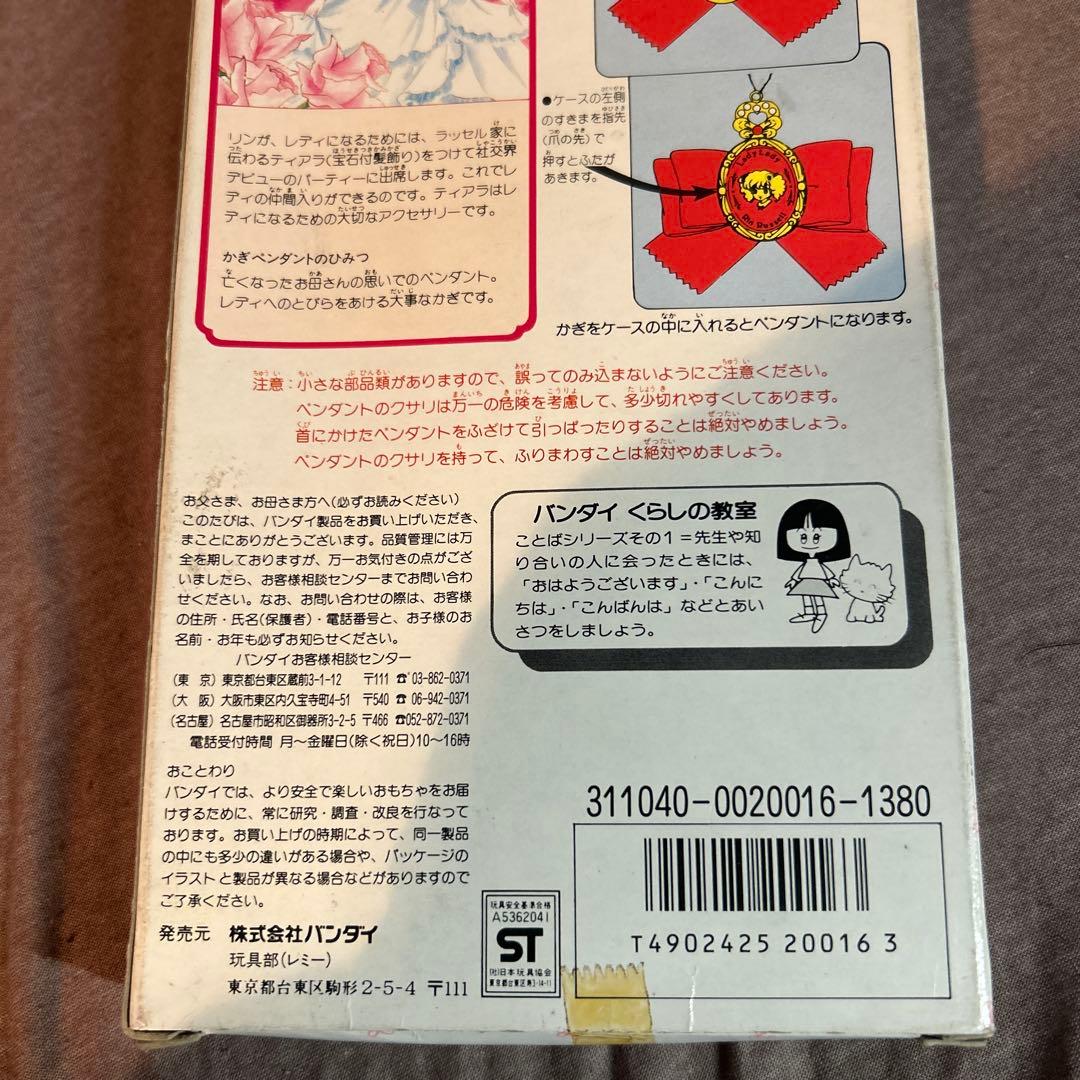 リンが、レディになるためには、ラッセル家に
伝わるティアラ(宝石付髪飾り)をつけて社交界
デビューのパーティーに出席します。これでレ
ディの仲間入りができるのです。ティアラはレ
ディになるための大切なアクセサリーです。
かぎペンダントのひみつ
亡くなったお母さんの思いでのペンダント。
レディへのとびらをあける大事なかぎです。
●ケースの左側
のすきまを指先
(爪の先)で
押すとふたが
あきます。
Lady Lady
Rin Russell
かぎをケースの中に入れるとペンダントになります。
注意:小さな部品類がありますので、誤ってのみ込まないようにご注意ください。
ペンダントのクサリは万一の危険を考慮して、多少切れやすくしてあります。
首にかけたペンダントをふざけて引っぱったりすることは絶対やめましょう。
ペンダントのクサリを持って、ふりまわすことは絶対やめましょう。
お父さま、お母さま方へ(必ずお読みください)
このたびは、バンダイ製品をお買い上げいただき、
まことにありがとうございます。品質管理には万
全を期しておりますが、万一お気付きの点がござ
いましたら、お客様相談センターまでお問い合わ
せください。なお、お問い合わせの際は、お客様
の住所・氏名(保護者)・電話番号と、お子様のお
名前・お年も必ずお知らせください。
バンダイお客様相談センター
(東 京) 東京都台東区蔵前3-1-12 〒111 ☎03-862-0371
(大 阪) 大阪市東区内久宝寺町4-51 〒540 ☎06-942-0371
(名古屋) 名古屋市昭和区御器所3-2-5 〒466 ☎052-872-0371
電話受付時間 月〜金曜日(除く祝日)10〜16時
バンダイ くらしの教室
ことばシリーズその1=先生や知
り合いの人に会ったときには、
「おはようございます」・「こんに
ちは」・「こんばんは」などとあい
さつをしましょう。
おことわり
バンダイでは、より安全で楽しいおもちゃをお届
けするために、常に研究・調査・改良を行なって
おります。お買い上げの時期によって、同一製品
の中にも多少の違いがある場合や、パッケージの
イラストと製品が異なる場合などがありますので
ご了承ください。
発売元 株式会社バンダイ
玩具部(レミー)
東京都台東区駒形2-5-4 〒111
玩具安全基準合格
A5362041
ST
(社)日本玩具協会
東京都台東区寿3-14-11
311040-0020016-1380
T4902425 20016 3